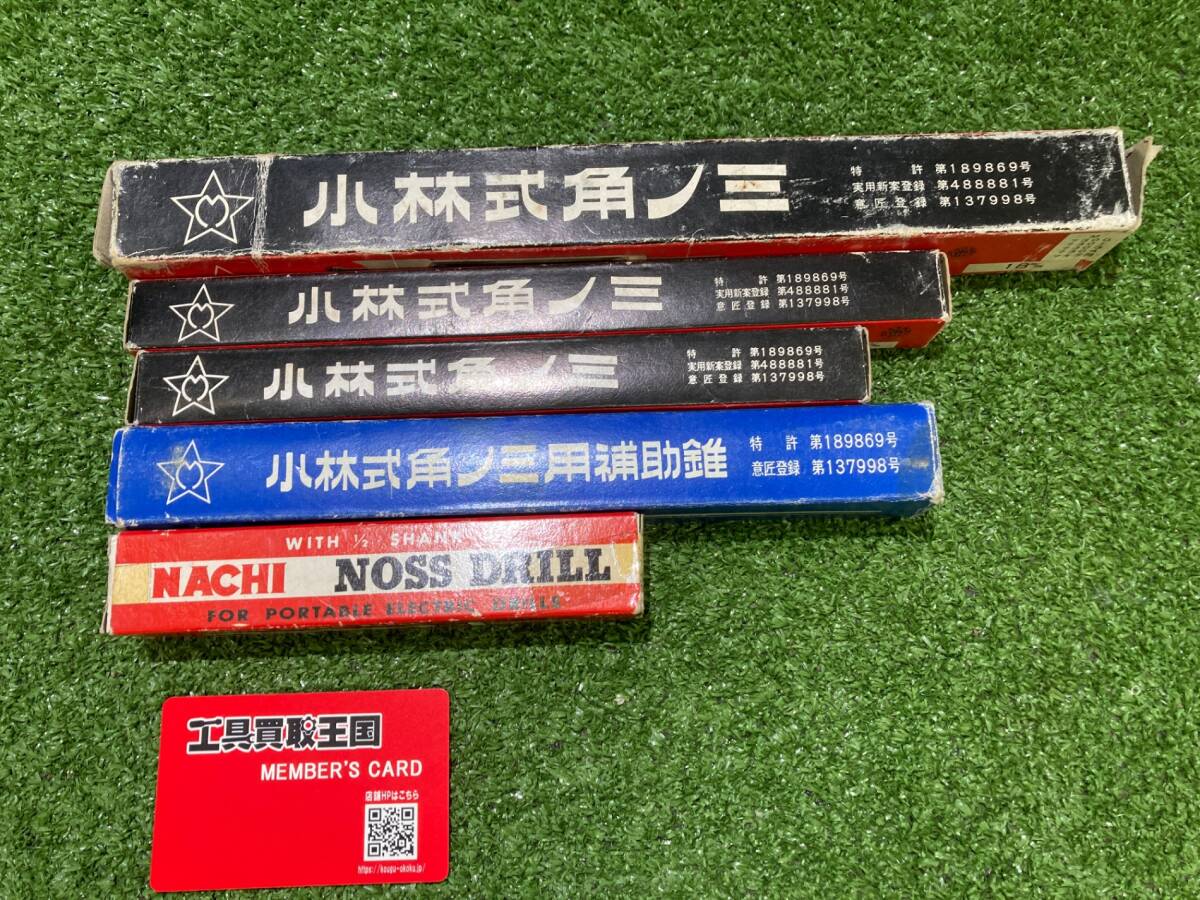 小林式角ノ三
特許 第189869号
実用新案登録 第488881号
意匠登録 第137998号
小林式角ノ三
特許 第189869号
実用新案登録 第488881号
意匠登録 第137998号
小林式角ノ三
特許 第189869号
実用新案登録 第488881号
意匠登録 第137998号
小林式角ノ三用補助錐
特許 第189869号
意匠登録 第137998号
WITH 1/2 SHANK
NACHI NOSS DRILL
FOR PORTABLE ELECTRIC DRILLS
工具買取王国
MEMBER'S CARD
店舗HPはこちら
https://kougu-okoku.jp/